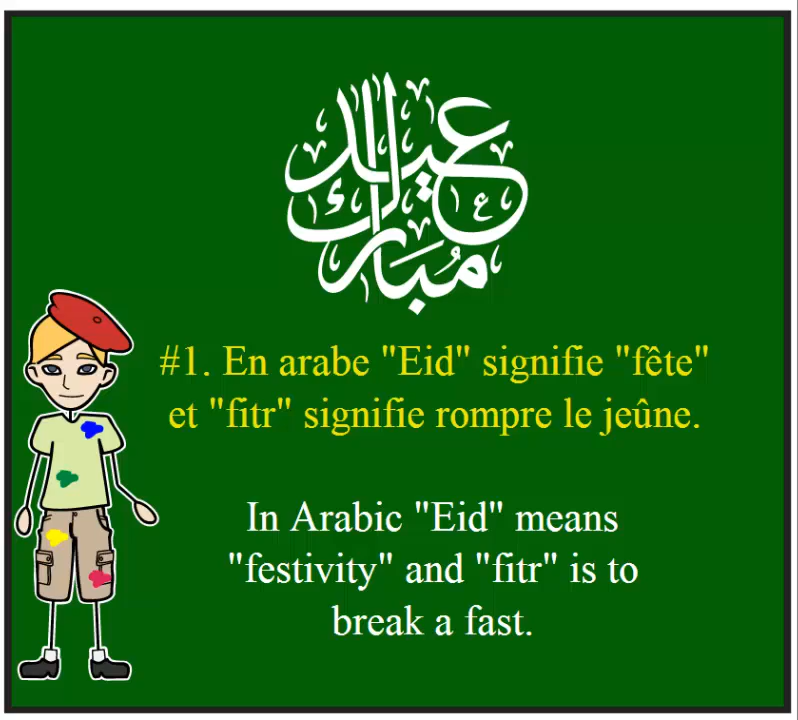 عيد
مبارك
#1. En arabe "Eid" signifie "fête"
et "fitr" signifie rompre le jeûne.
In Arabic "Eid" means
"festivity" and "fitr" is to
break a fast.